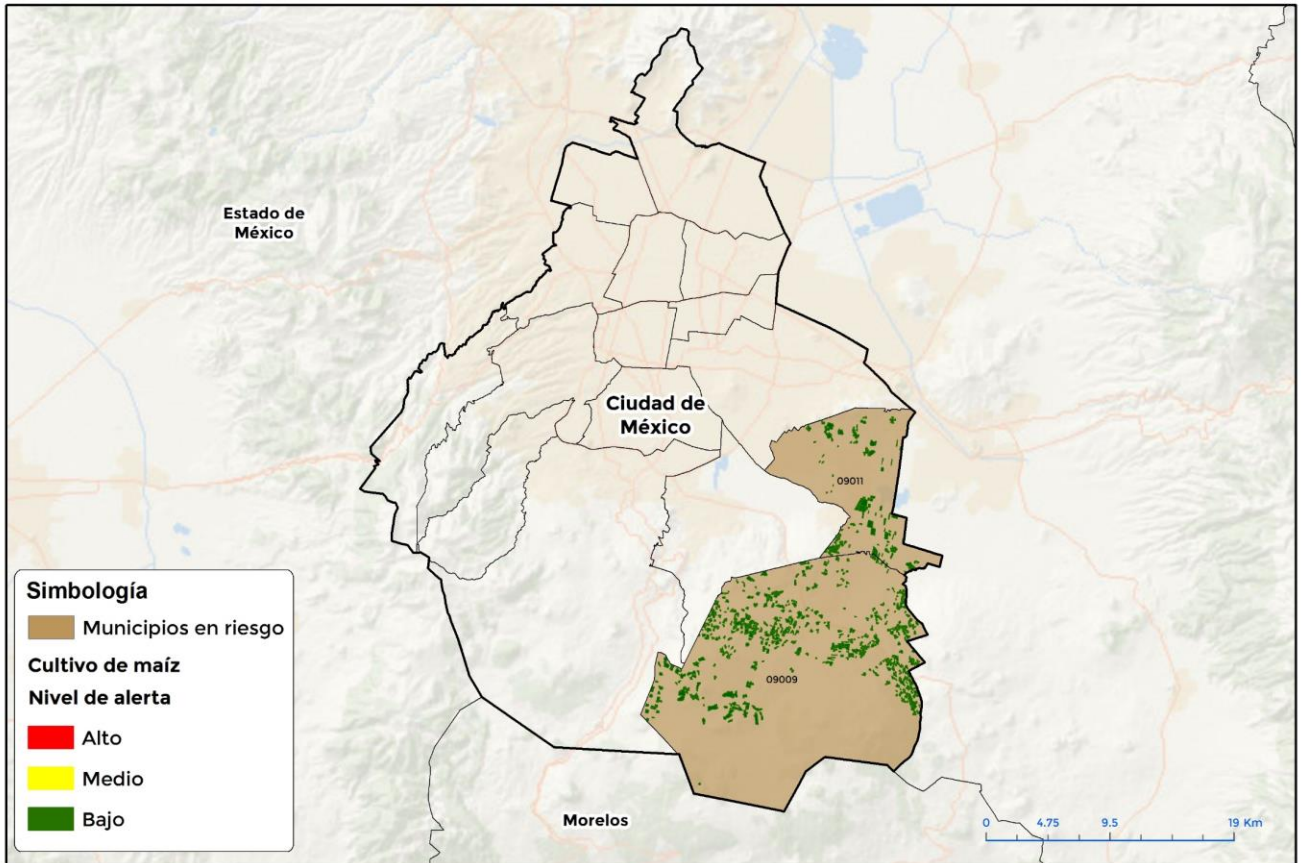 Estado de
México
Ciudad de
México
09011
09009
Morelos
Simbología
Municipios en riesgo
Cultivo de maíz
Nivel de alerta
Alto
Medio
Bajo
0 4.75 9.5 19 Km